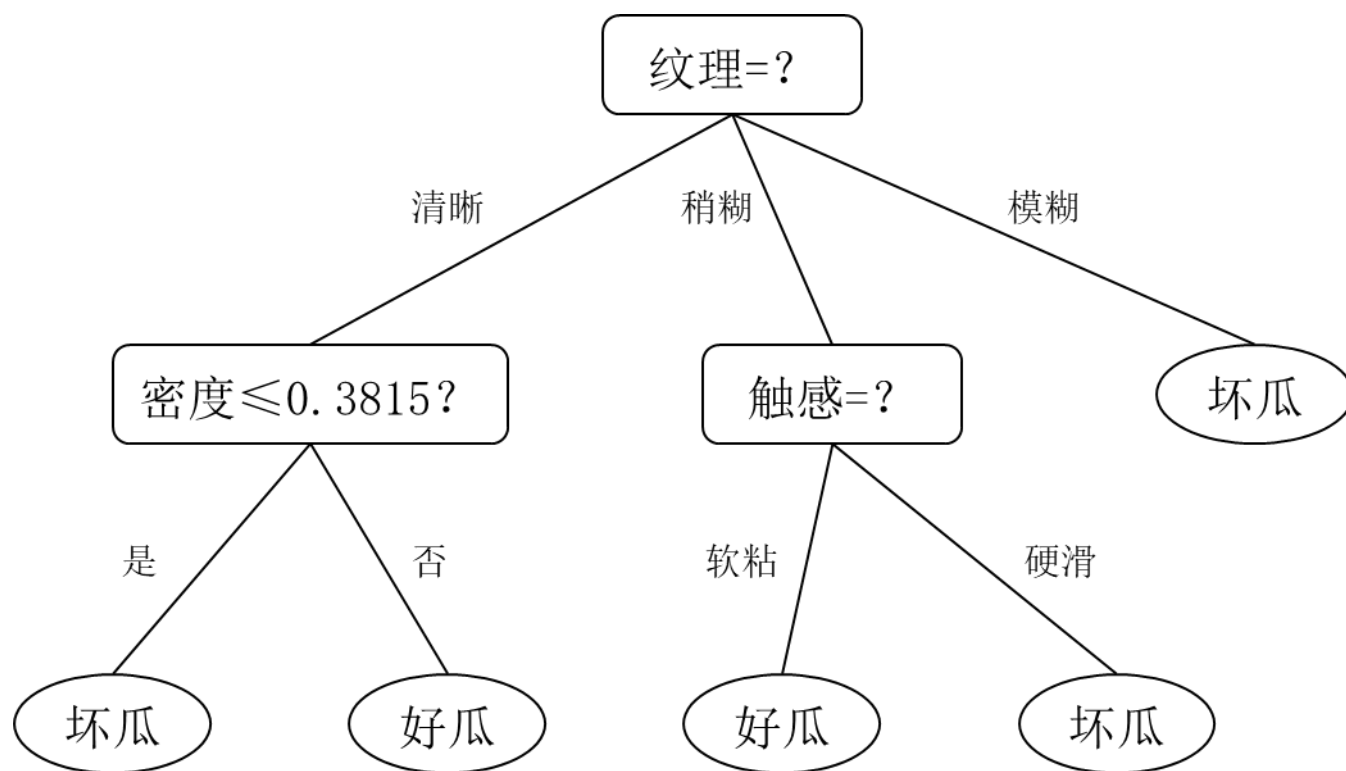 纹理=?
清晰
稍糊
模糊
密度≤0.3815?
触感=?
坏瓜
是
否
软粘
硬滑
坏瓜
好瓜
好瓜
坏瓜